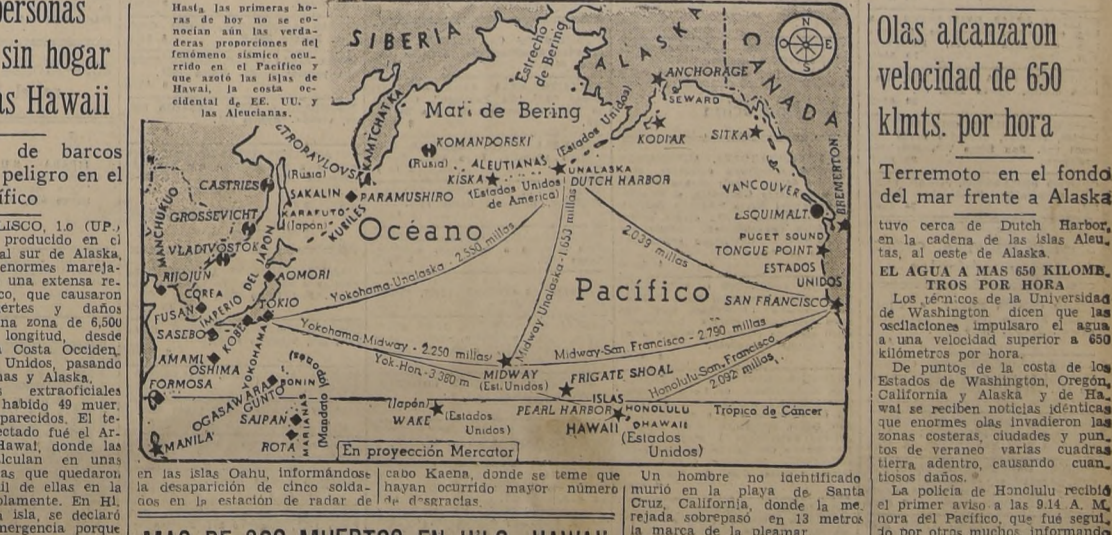 personas
sin hogar
as Hawaii
de barcos
peligro en el
ífico
LISCO, 1.o (UP.)
producido en el
al sur de Alaska,
enormes mareja-
una extensa re-
co, que causaron
ertes y daños
na zona de 6,500
longitud, desde
Costa Occiden.
Unidos, pasando
nas y Alaska.
extraoficiales
habido 49 muer.
parecidos. El te-
ectado fué el Ar-
Hawai, donde las
lculan en unas
as que quedaron
il de ellas en la
olamente. En Hi
a isla, se declaró
mergencia porque
Hasta las primeras ho-
ras de hoy no se co-
nocían aún las verda-
deras proporciones del
fenómeno sísmico ocu-
rrido en el Pacífico y
que azotó las islas de
Hawai, la costa oc-
cidental de EE. UU. y
las Aleucianas.
SIBERIA
Estrecho
de Bering
ALASKA
CANADA
N
E
S
O
ANCHORAGE
SEWARD
KODIAK
SITKA
(Estados Unidos)
Mar de Bering
KAMTCHATKA
KOMANDORSKI
(Rusia)
ALEUTIANAS
KISKA
(Estados Unidos
de America)
UNALASKA
DUTCH HARBOR
VANCOUVER
BREMERTON
ESQUIMALT
PUGET SOUND
TONGUE POINT
ESTADOS
UNIDOS
SAN FRANCISCO
ETROPAVLOVSK
(Rusia)
CASTRIES
SAKALIN
PARAMUSHIRO
KARAFUTO
(Japon)
KURILES
GROSSEVICHT
MANCHUKUO
VLADIVOSTOK
IMPERIO DEL JAPON
COREA
FUSAN
AOMORI
TOKIO
SASEBO
KOBE
YOKOHAMA
AMAMI
OSHIMA
FORMOSA
OGASAWARA
GUNTO
BONIN
SAIPAN
MARIANAS
ROTA
MANILA
Océano
Pacífico
Yokohama-Unalaska - 2.550 millas
Midway Unalaska - 1.653 millas
2039 millas
Yokohama-Midway - 2.250 millas
Yok-Hon.-3.380 m
Midway-San Francisco - 2.790 millas
Honolulu-San. Francisco
2.092 millas
MIDWAY
(Est.Unidos)
FRIGATE SHOAL
(Japón)
WAKE
(Estados
Unidos)
ISLAS
PEARL HARBOR
HONOLULU
HAWAII
OHAWAII
(Estados
Unidos)
Trópico de Cáncer
En proyección Mercator
en las islas Oahu, informándose
la desaparición de cinco solda-
dos en la estación de radar de
cabo Kaena, donde se teme que
hayan ocurrido mayor número
de desgracias.
Un hombre no identificado
murió en la playa de Santa
Cruz, California, donde la me.
rejada sobrepasó en 13 metros
la marca de la pleamar.
Olas alcanzaron
velocidad de 650
klmts. por hora
Terremoto en el fondo
del mar frente a Alaska
tuvo cerca de Dutch Harbor,
en la cadena de las islas Aleu.
tas, al oeste de Alaska.
EL AGUA A MAS 650 KILOME.
TROS POR HORA
Los técnicos de la Universidad
de Washington dicen que las
oscilaciones impulsaro el agua
a una velocidad superior a 650
kilómetros por hora.
De puntos de la costa de los
Estados de Washington, Oregón,
California y Alaska y de Ha-
wai se reciben noticias idénticas
que enormes olas invadieron las
zonas costeras, ciudades y pun-
tos de veraneo varias cuadras
tierra adentro, causando cuan-
tiosos daños.
La policía de Honclulu recibió
el primer aviso a las 9.14 A. M.
hora del Pacífico, que fué segui-
do por otros muchos, informando